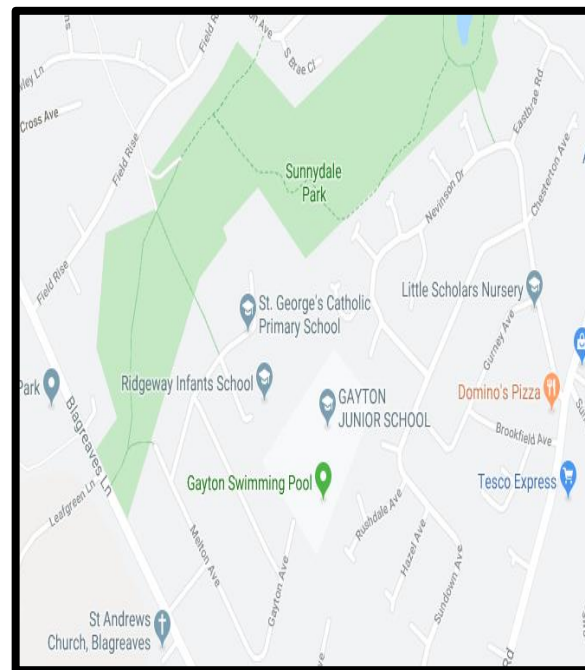 Field Rise
S Brae Cl
Cross Ave
Eastbrae Rd
Chesterton Ave
Sunnydale
Park
Field Rise
Nevinson Dr
Field Rise
Little Scholars Nursery
St. George's Catholic
Primary School
Gurney Ave
Park
Ridgeway Infants School
GAYTON
JUNIOR SCHOOL
Domino's Pizza
Blagreaves Ln
Brookfield Ave
Gayton Swimming Pool
Tesco Express
Leafgreen Ln
Rushdale Ave
Melton Ave
Hazel Ave
Gayton Ave
Sundown Ave
St Andrews
Church, Blagreaves
Rd